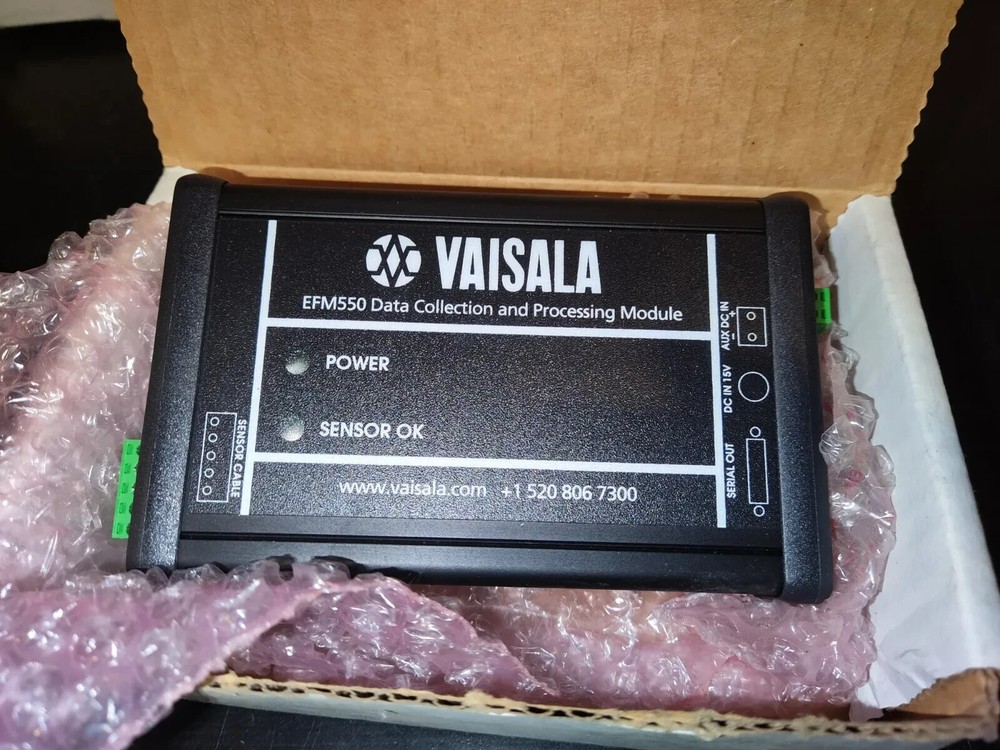 VAISALA
EFM550 Data Collection and Processing Module
POWER
SENSOR OK
www.vaisala.com +1 520 806 7300
SENSOR CABLE
AUX DC IN
+
-
DC IN 15V
SERIAL OUT